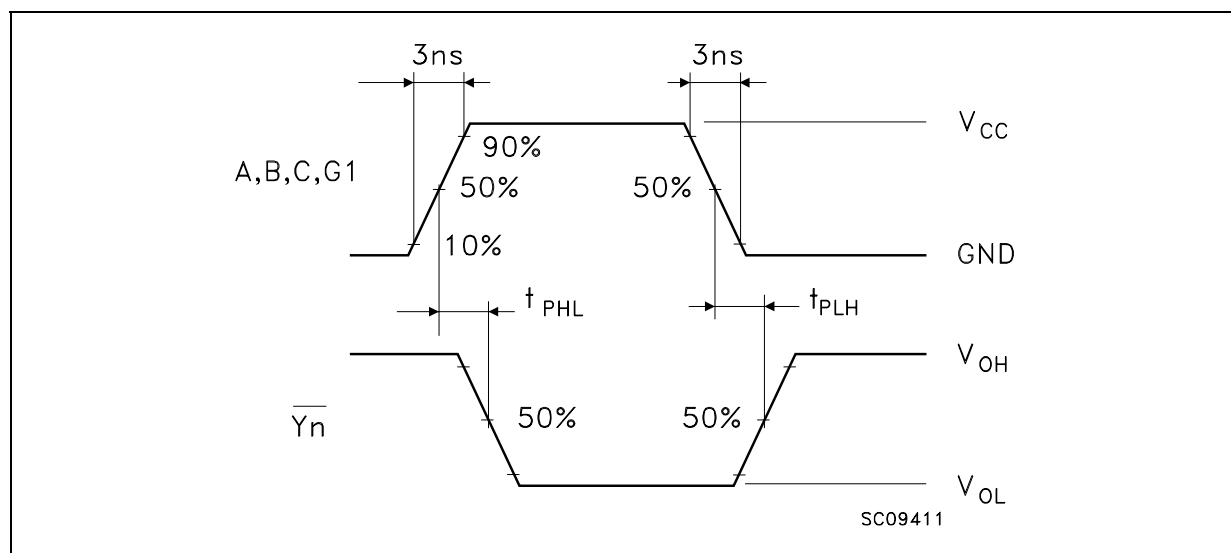 3ns 3ns
V_CC
90%
A,B,C,G1 50% 50%
10% GND
t_PHL t_PLH
V_OH
Yn 50% 50%
V_OL
SC09411